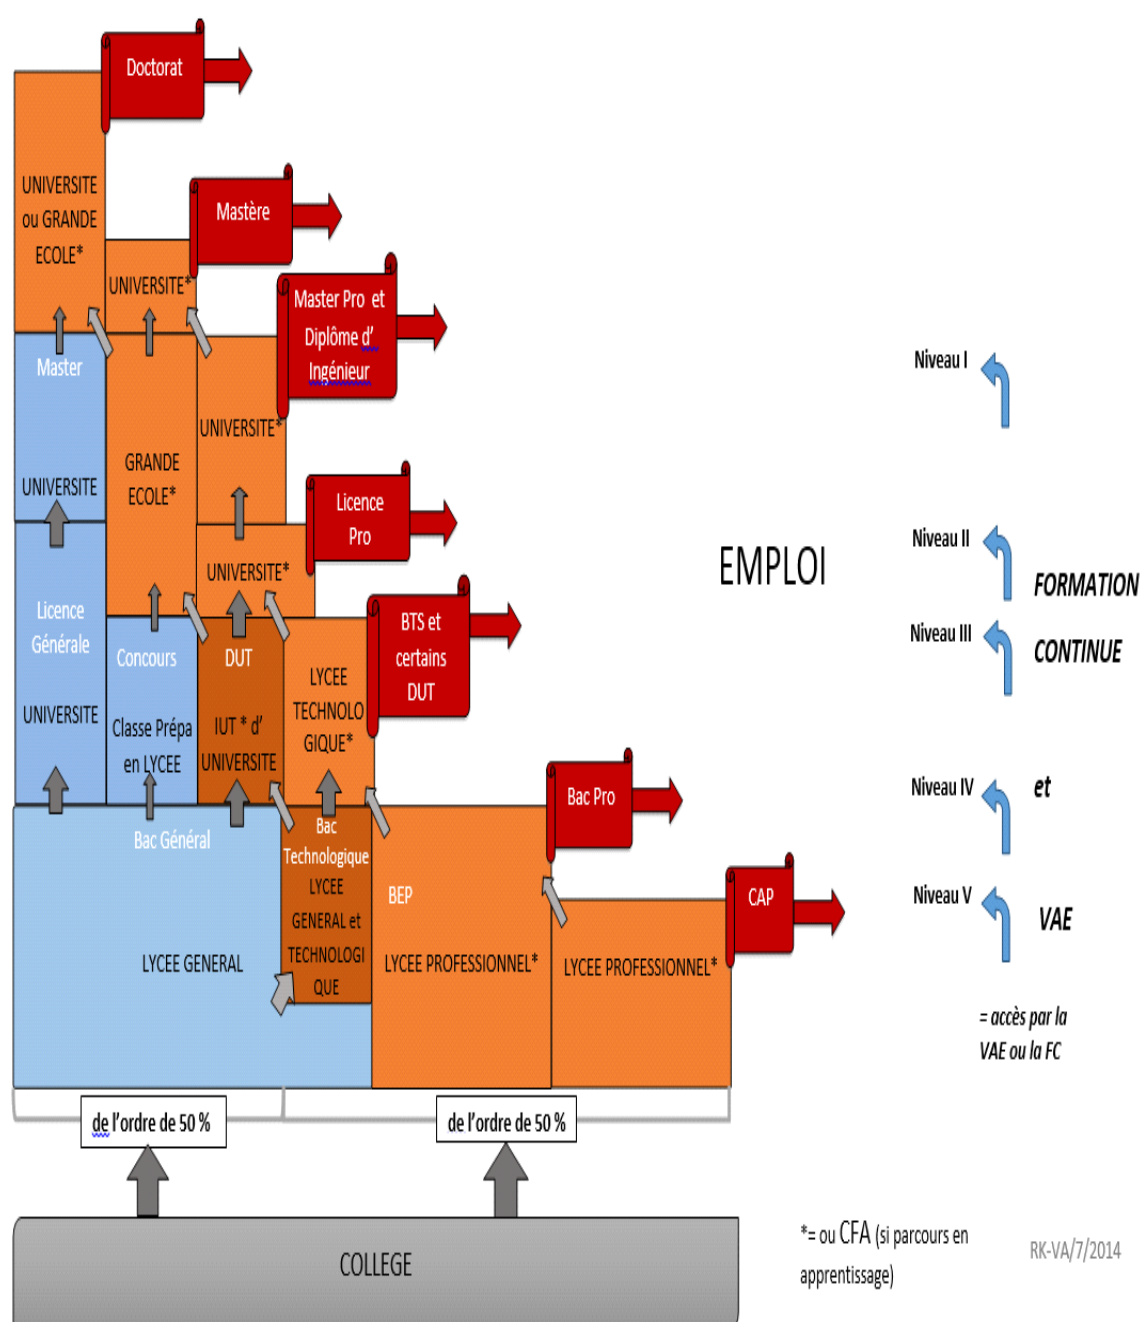 Doctorat
UNIVERSITE
ou GRANDE
ECOLE*
Mastère
UNIVERSITE*
Master Pro et
Diplôme d’
Ingénieur
Master
UNIVERSITE
GRANDE
ECOLE*
UNIVERSITE*
Licence
Pro
UNIVERSITE*
Licence
Générale
UNIVERSITE
Concours
Classe Prépa
en LYCEE
DUT
IUT * d’
UNIVERSITE
LYCEE
TECHNOLO
GIQUE*
BTS et
certains
DUT
Bac Pro
CAP
Bac Général
LYCEE GENERAL
Bac
Technologique
LYCEE
GENERAL et
TECHNOLOGI
QUE
BEP
LYCEE PROFESSIONNEL*
LYCEE PROFESSIONNEL*
EMPLOI
Niveau I
Niveau II
Niveau III
Niveau IV
Niveau V
FORMATION
CONTINUE
et
VAE
= accès par la
VAE ou la FC
de l’ordre de 50 %
de l’ordre de 50 %
COLLEGE
*= ou CFA (si parcours en
apprentissage)
RK-VA/7/2014